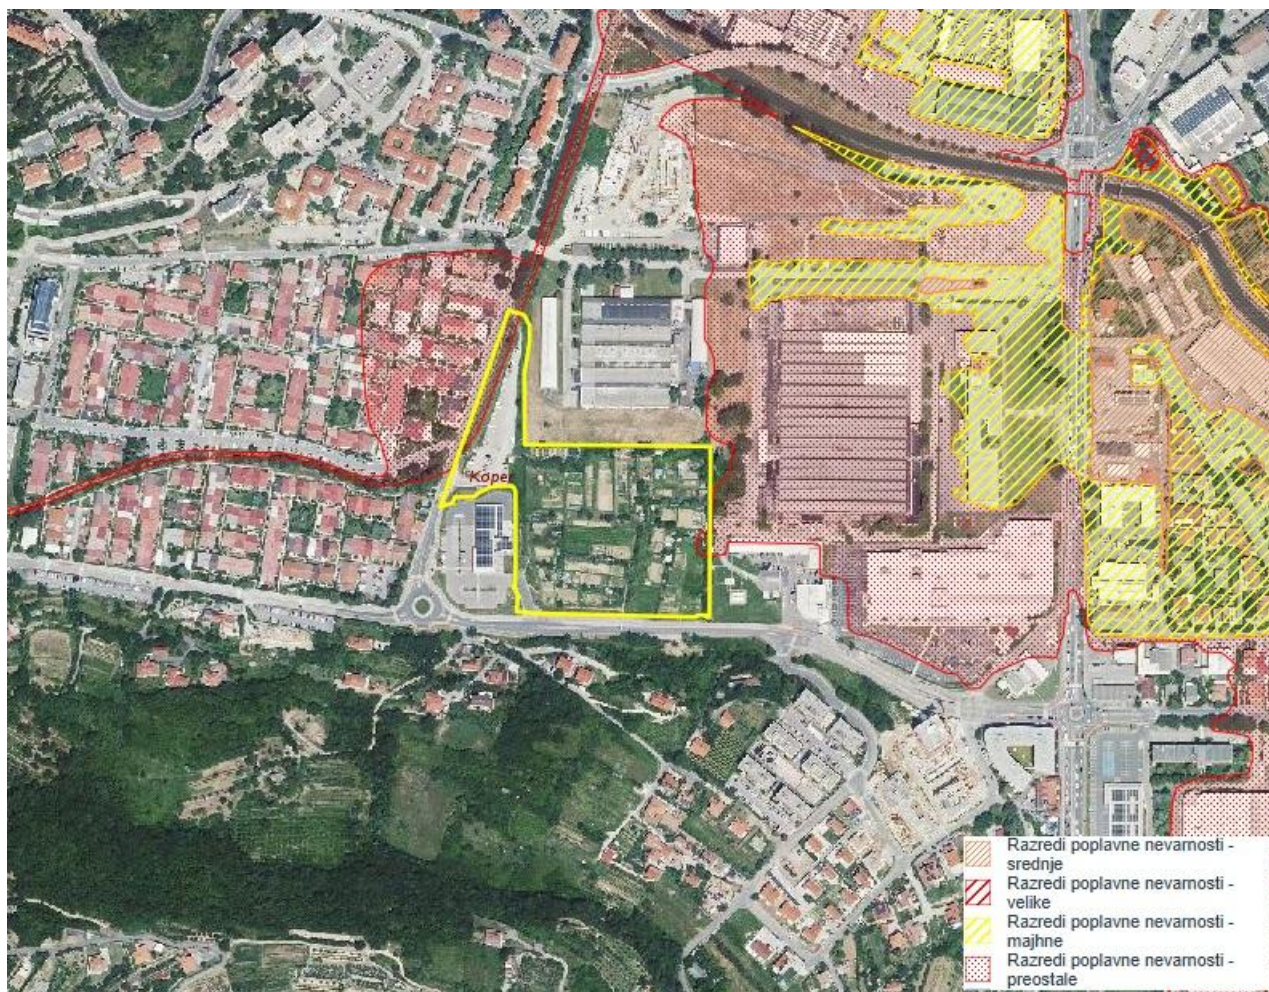 Koper
Razredi poplavne nevarnosti -
srednje
Razredi poplavne nevarnosti -
velike
Razredi poplavne nevarnosti -
majhne
Razredi poplavne nevarnosti -
preostale